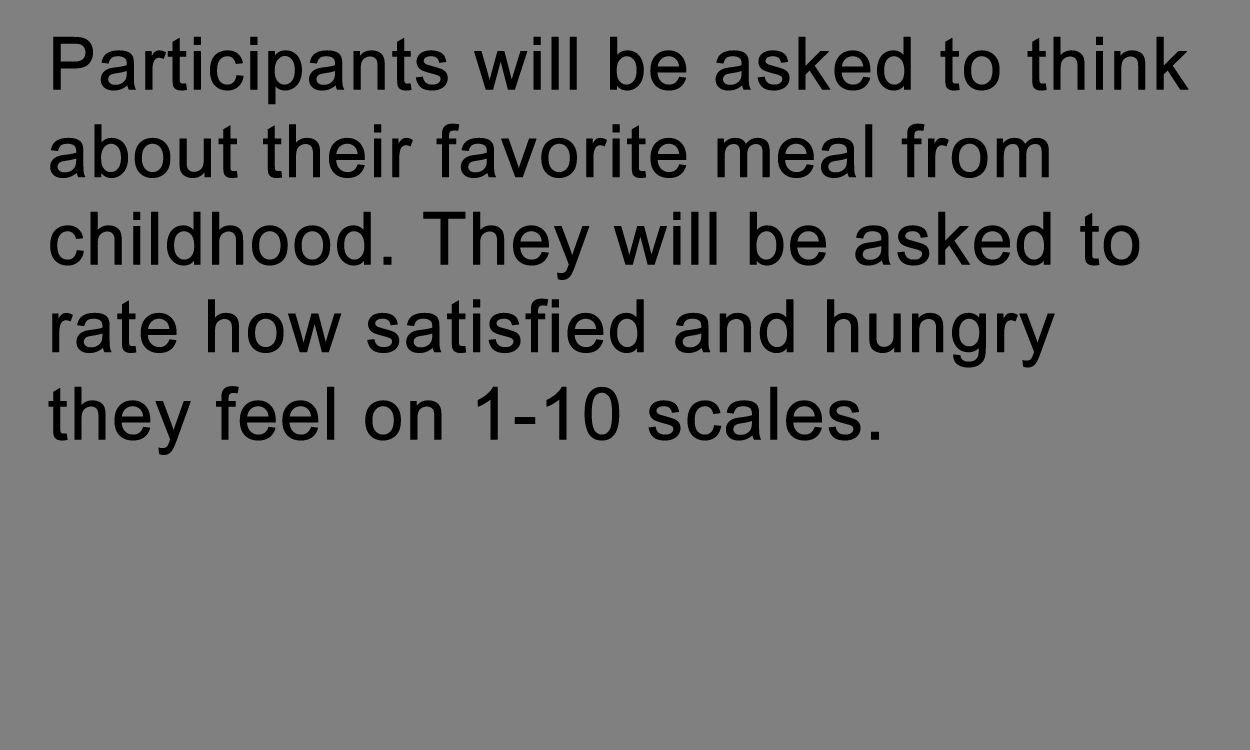 Participants will be asked to think
about their favorite meal from
childhood. They will be asked to
rate how satisfied and hungry
they feel on 1-10 scales.